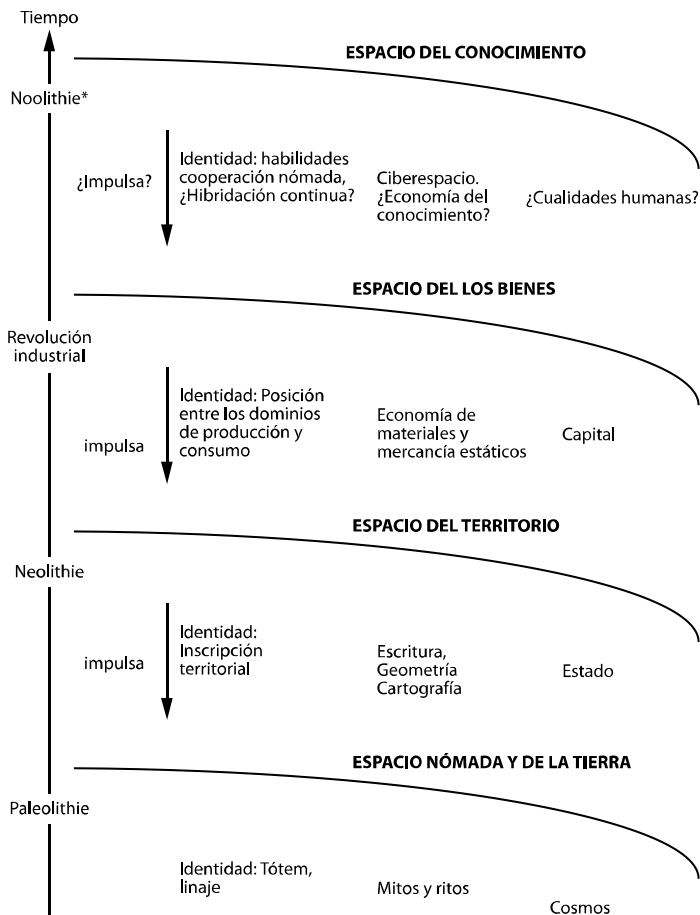 Tiempo
ESPACIO DEL CONOCIMIENTO
Noolithie*
¿Impulsa?
Identidad: habilidades
cooperación nómada,
¿Hibridación continua?
Ciberespacio.
¿Economía del
conocimiento?
¿Cualidades humanas?
ESPACIO DEL LOS BIENES
Revolución
industrial
impulsa
Identidad: Posición
entre los dominios
de producción y
consumo
Economía de
materiales y
mercancía estáticos
Capital
ESPACIO DEL TERRITORIO
Neolithie
impulsa
Identidad:
Inscripción
territorial
Escritura,
Geometría
Cartografía
Estado
ESPACIO NÓMADA Y DE LA TIERRA
Paleolithie
Identidad: Tótem,
linaje
Mitos y ritos
Cosmos